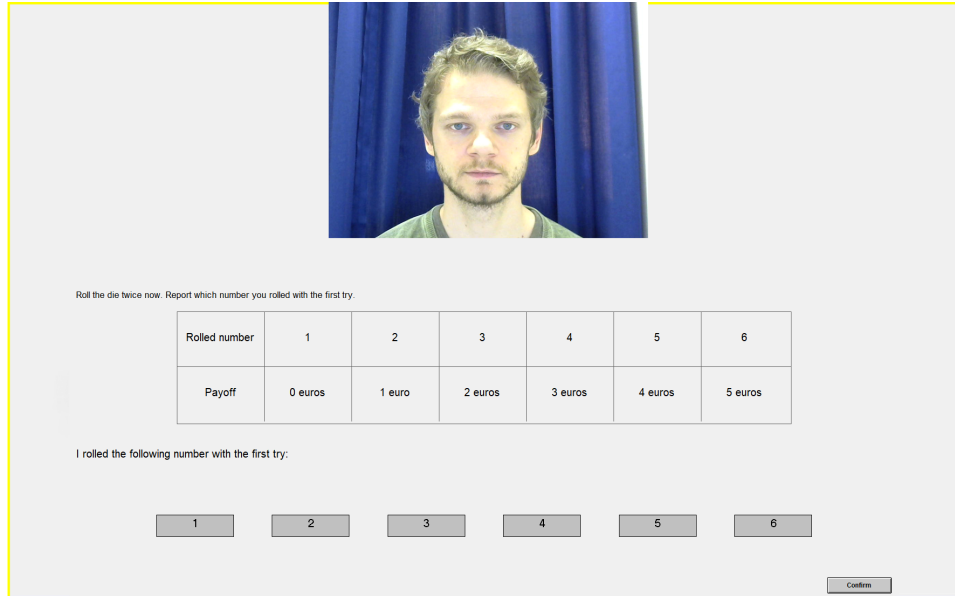 Roll the die twice now. Report which number you rolled with the first try.
Rolled number 1 2 3 4 5 6
Payoff 0 euros 1 euro 2 euros 3 euros 4 euros 5 euros
I rolled the following number with the first try:
1 2 3 4 5 6
Confirm